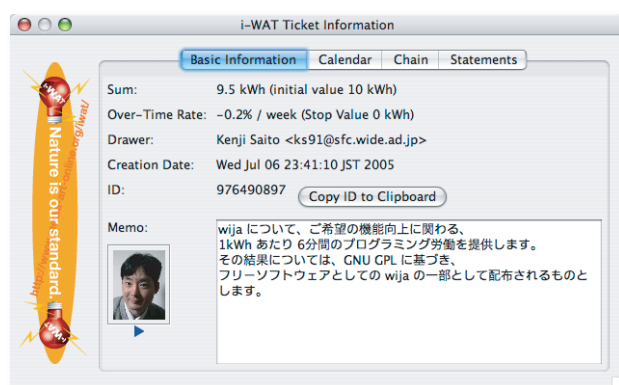 i-WAT Ticket Information
Basic Information Calendar Chain Statements
Sum: 9.5 kWh (initial value 10 kWh)
Over-Time Rate: -0.2% / week (Stop Value 0 kWh)
Drawer: Kenji Saito <ks91@sfc.wide.ad.jp>
Creation Date: Wed Jul 06 23:41:10 JST 2005
ID: 976490897 Copy ID to Clipboard
Memo:
wija について、ご希望の機能向上に関わる、
1kWh あたり 6分間のプログラミング労働を提供します。
その結果については、GNU GPL に基づき、
フリーソフトウェアとしての wija の一部として配布されるものと
します。
i-WAT
Nature is our standard.
i-WAT